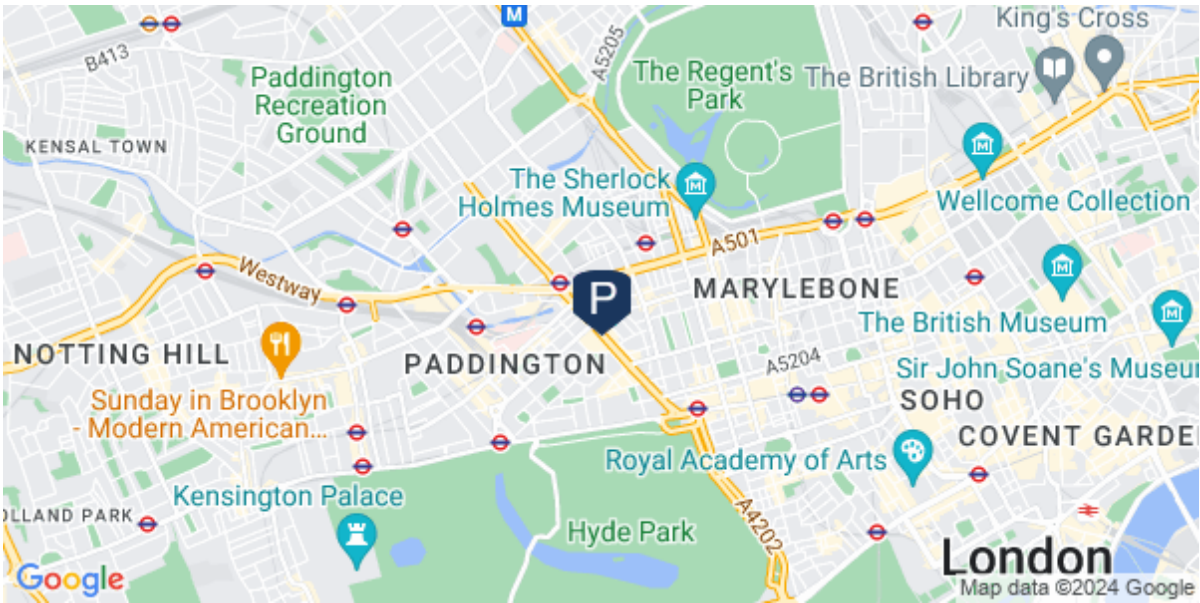 M
King's Cross
B413
A5205
Paddington
Recreation
Ground
The Regent's
Park
The British Library
KENSAL TOWN
The Sherlock
Holmes Museum
M
M
Wellcome Collection
A501
Westway
P
MARYLEBONE
M
The British Museum
M
NOTTING HILL
PADDINGTON
A5204
Sir John Soane's Museu
Sunday in Brooklyn
- Modern American...
SOHO
COVENT GARDE
Royal Academy of Arts
Kensington Palace
OLLAND PARK
Hyde Park
A4202
London
Google
Map data ©2024 Google